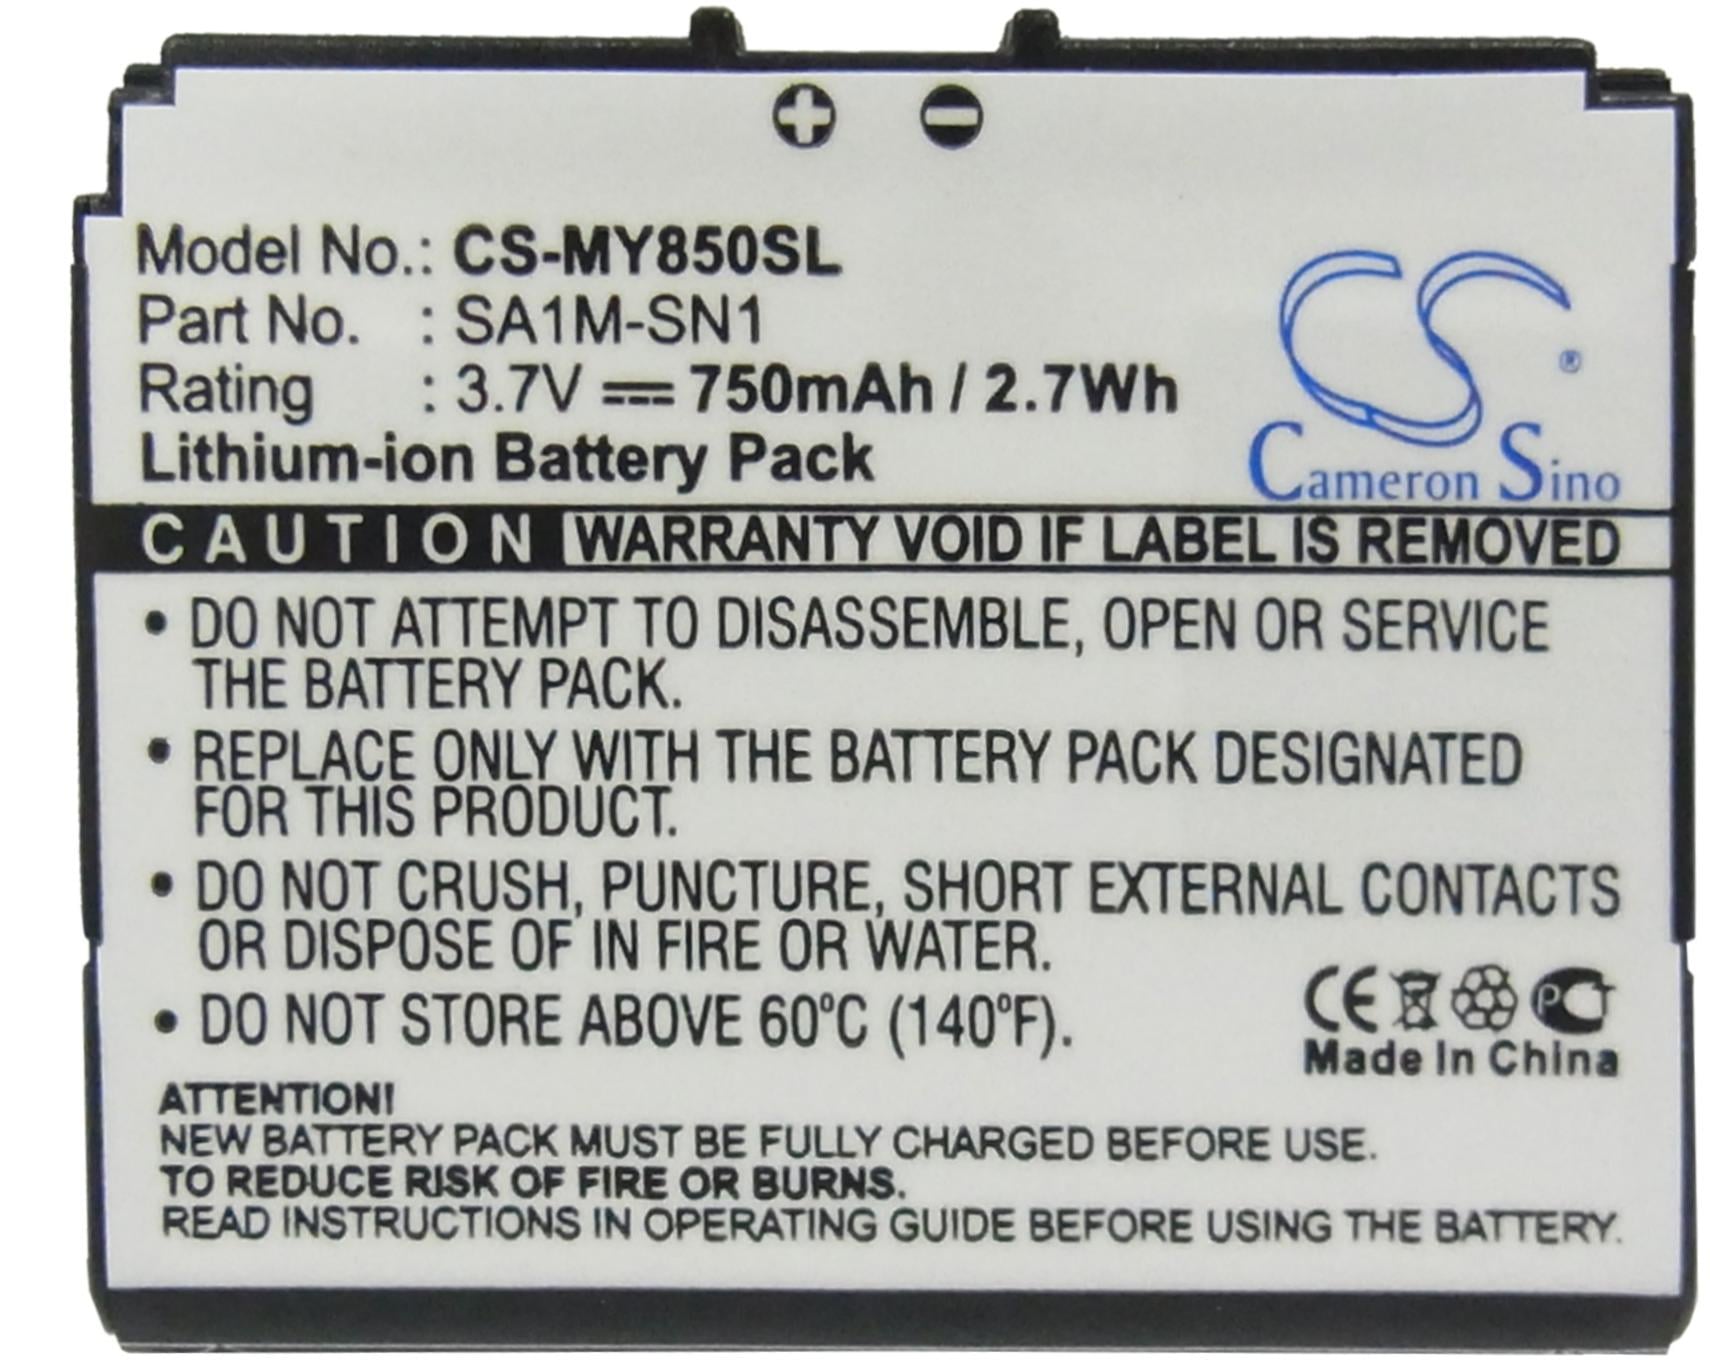 Model No.: CS-MY850SL
Part No. : SA1M-SN1
Rating : 3.7V 750mAh / 2.7Wh
Lithium-ion Battery Pack
CS ®
Cameron Sino
CAUTION WARRANTY VOID IF LABEL IS REMOVED
• DO NOT ATTEMPT TO DISASSEMBLE, OPEN OR SERVICE
THE BATTERY PACK.
• REPLACE ONLY WITH THE BATTERY PACK DESIGNATED
FOR THIS PRODUCT.
• DO NOT CRUSH, PUNCTURE, SHORT EXTERNAL CONTACTS
OR DISPOSE OF IN FIRE OR WATER.
• DO NOT STORE ABOVE 60°C (140°F).
CE PCT
Made In China
ATTENTION!
NEW BATTERY PACK MUST BE FULLY CHARGED BEFORE USE.
TO REDUCE RISK OF FIRE OR BURNS.
READ INSTRUCTIONS IN OPERATING GUIDE BEFORE USING THE BATTERY.